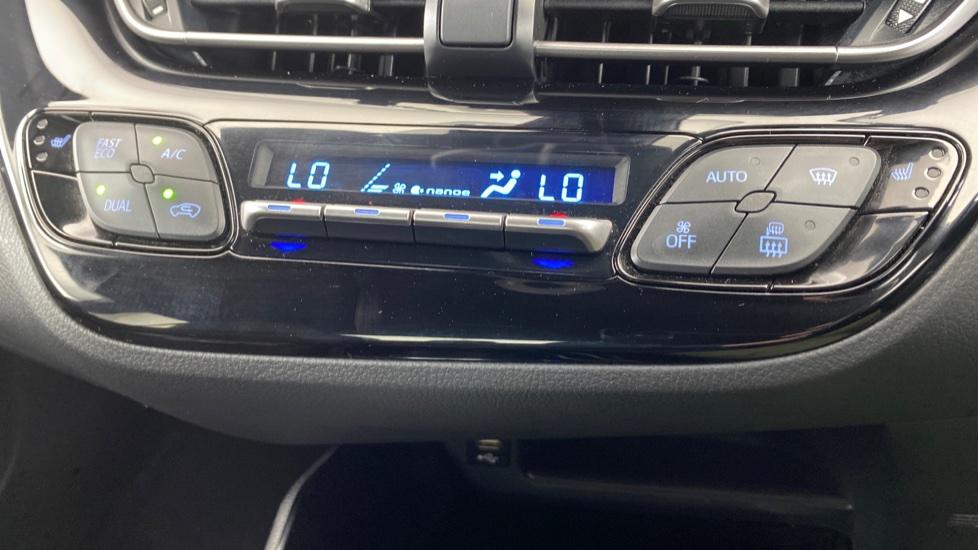 FAST
ECO
A/C
DUAL
LO
nanoe
LO
AUTO
OFF